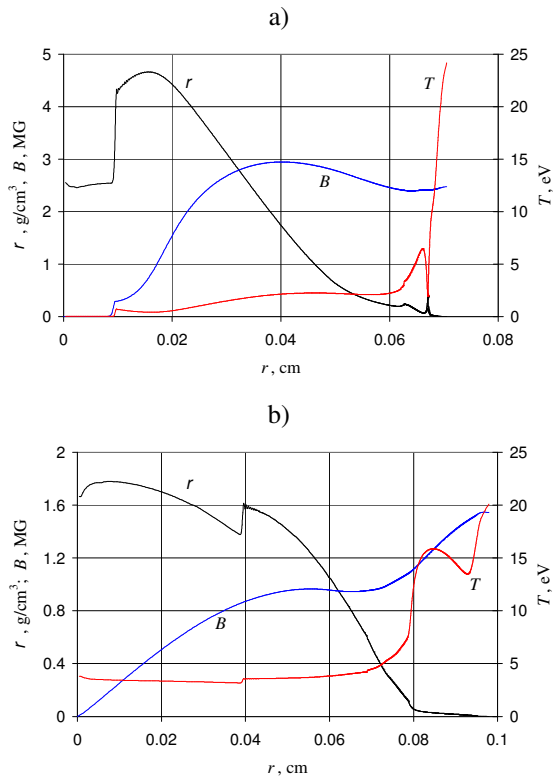 a)
r , g/cm³, B, MG
5
4
3
2
1
0
25
20
15
10
5
0
T, eV
r
B
T
0 0.02 0.04 0.06 0.08
r, cm
b)
r , g/cm³; B, MG
2
1.6
1.2
0.8
0.4
0
25
20
15
10
5
0
T, eV
r
B
T
0 0.02 0.04 0.06 0.08 0.1
r, cm